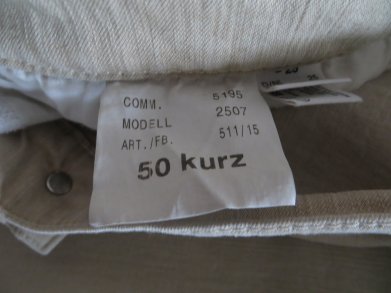 COMM. 5195
MODELL 2507
ART./FB. 511/15
50 kurz